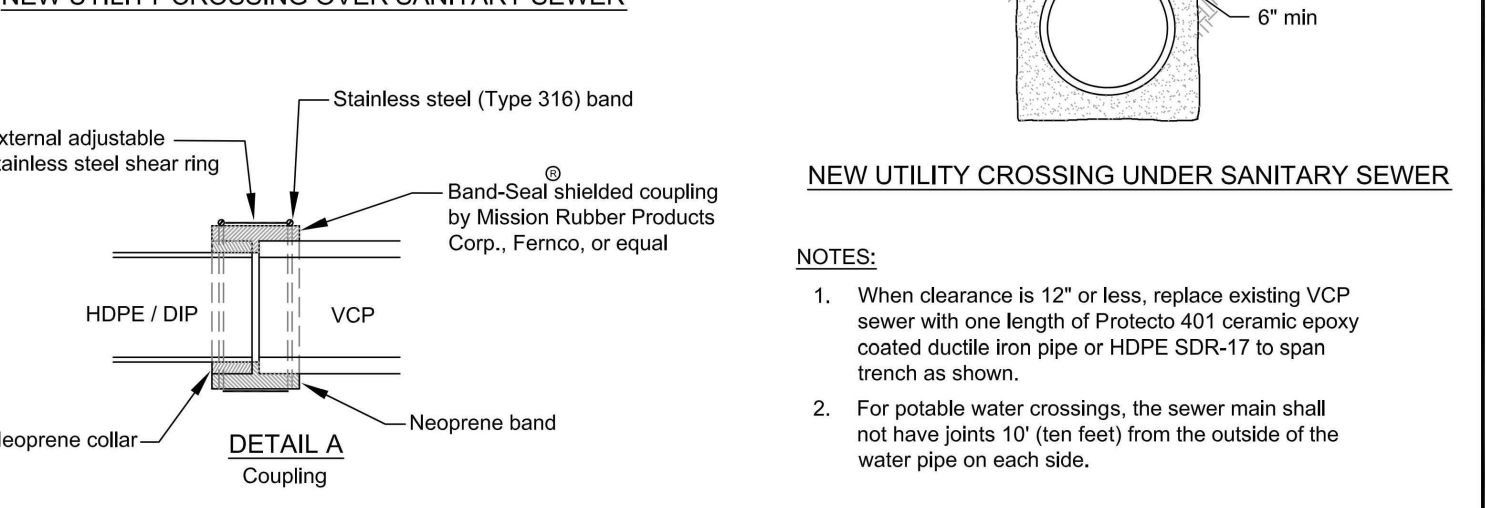 NEW UTILITY CROSSING OVER SANITARY SEWER
6" min
Stainless steel (Type 316) band
xternal adjustable
tainless steel shear ring
®
Band-Seal shielded coupling
by Mission Rubber Products
Corp., Fernco, or equal
HDPE / DIP
VCP
Neoprene band
eoprene collar
DETAIL A
Coupling
NEW UTILITY CROSSING UNDER SANITARY SEWER
NOTES:
1. When clearance is 12" or less, replace existing VCP
sewer with one length of Protecto 401 ceramic epoxy
coated ductile iron pipe or HDPE SDR-17 to span
trench as shown.
2. For potable water crossings, the sewer main shall
not have joints 10' (ten feet) from the outside of the
water pipe on each side.